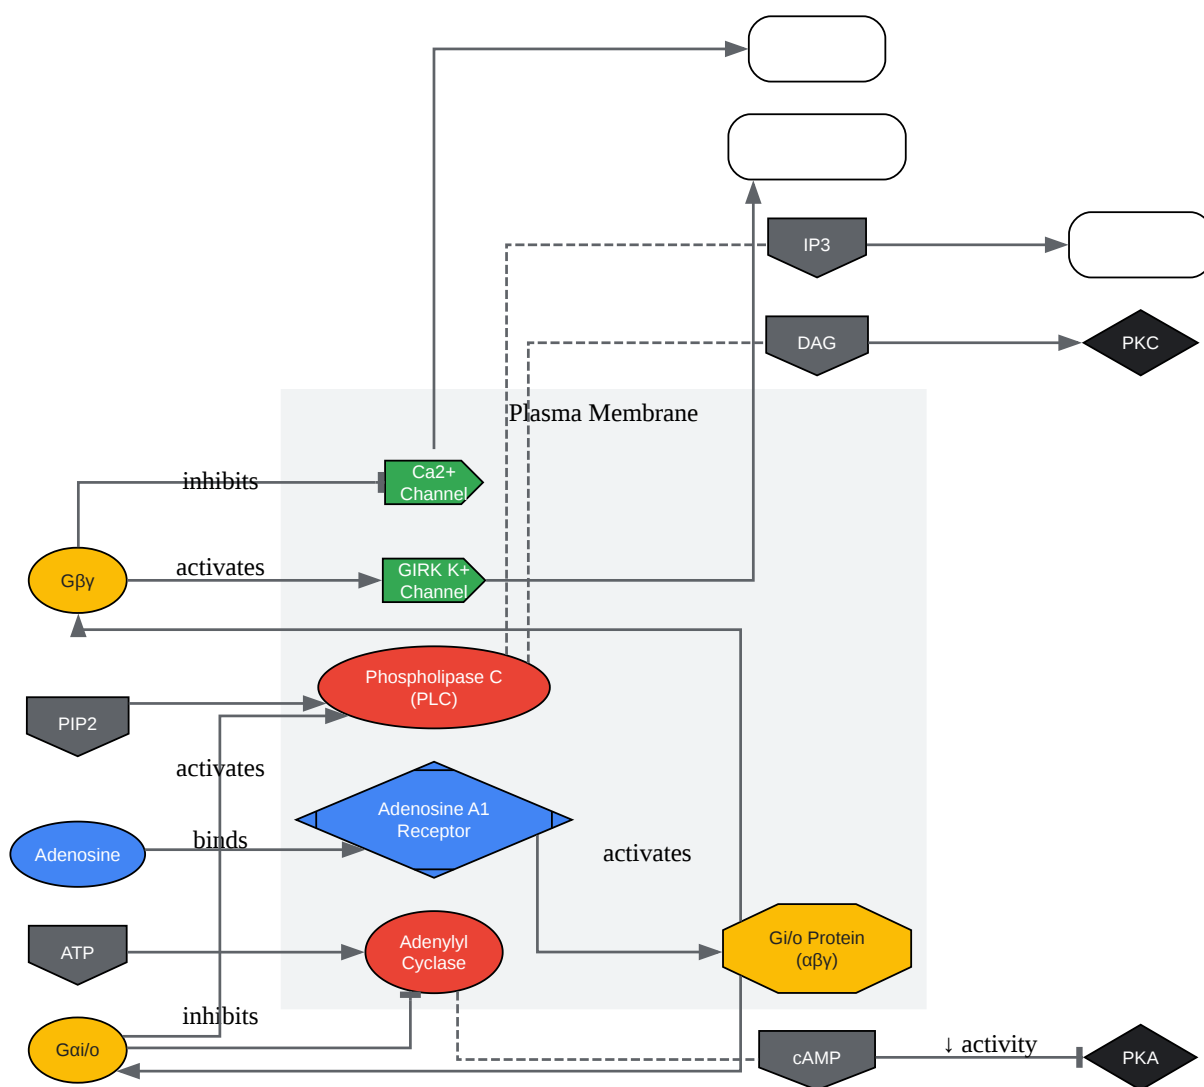 IP3
DAG
PKC
Plasma Membrane
inhibits
Ca2+
Channel
activates
Gβγ
GIRK K+
Channel
Phospholipase C
(PLC)
PIP2
activates
Adenosine A1
Receptor
binds
Adenosine
activates
ATP
Adenylyl
Cyclase
Gi/o Protein
(αβγ)
inhibits
Gαi/o
cAMP
↓ activity
PKA